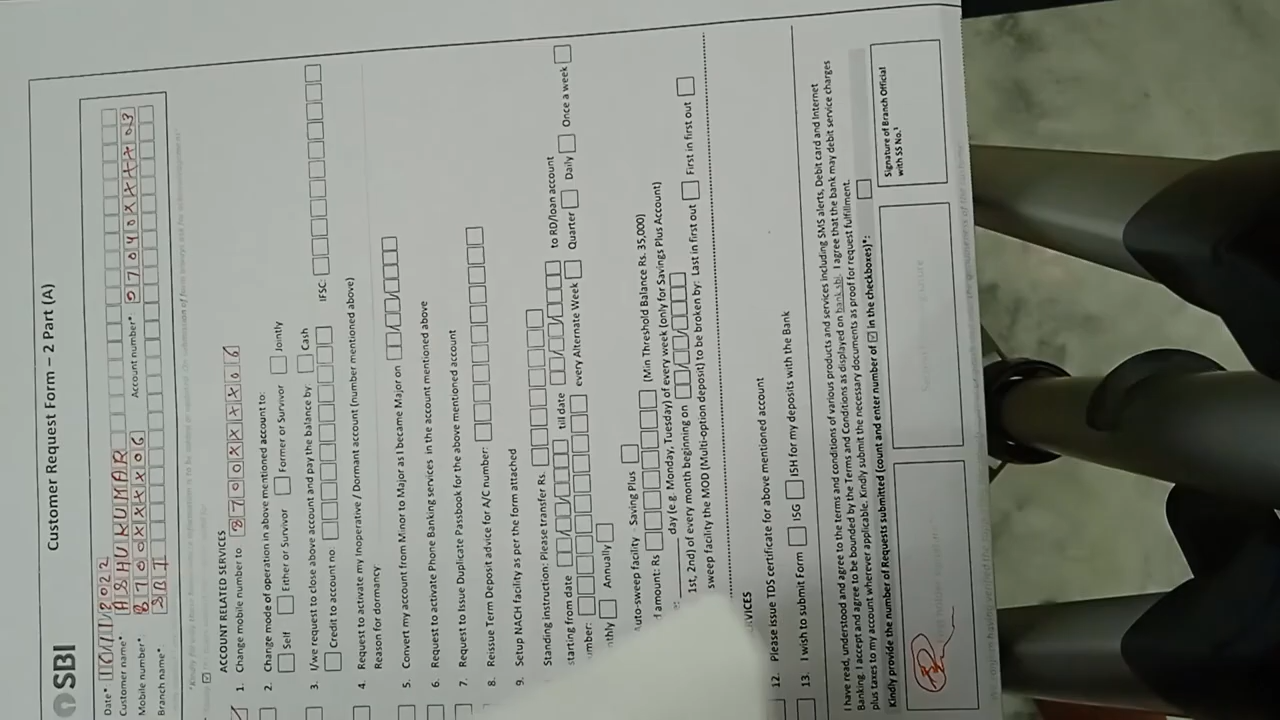 SBI
Customer Request Form – 2 Part (A)
Date* 10/11/2022
Customer name* ASHUKUMAR
Mobile number* 8700XXXX06 Account number* 07040XXXX03
Branch name* SBI
ACCOUNT RELATED SERVICES
1. Change mobile number to 8700XXXX06
2. Change mode of operation in above mentioned account to:
Self Either or Survivor Former or Survivor Jointly
3. I/we request to close above account and pay the balance by: Cash
Credit to account no IFSC:
4. Request to activate my Inoperative / Dormant account (number mentioned above)
Reason for dormancy
5. Convert my account from Minor to Major as I became Major on
6. Request to activate Phone Banking services in the account mentioned above
7. Request to Issue Duplicate Passbook for the above mentioned account
8. Reissue Term Deposit advice for A/C number:
9. Setup NACH facility as per the form attached
Standing instruction: Please transfer Rs. to RD/loan account
starting from date till date
umber: every Alternate Week Quarter Daily Once a week
nthly Annually
Auto-sweep facility - Saving Plus
d amount: Rs (Min Threshold Balance Rs. 35,000)
day (e.g. Monday, Tuesday) of every week (only for Savings Plus Account)
1st, 2nd) of every month beginning on
sweep facility the MOD (Multi-option deposit) to be broken by: Last in first out First in first out
VICES
12. Please issue TDS certificate for above mentioned account
13. I wish to submit Form 15G 15H for my deposits with the Bank
I have read, understood and agree to the terms and conditions of various products and services including SMS alerts, Debit card and Internet
Banking. I accept and agree to be bounded by the Terms and Conditions as displayed on bank.sbi. I agree that the bank may debit service charges
plus taxes to my account wherever applicable. Kindly submit the necessary documents as proof for request fulfillment.
Kindly provide the number of Requests submitted (count and enter number of ☑ in the checkboxes)*:
Signature of Branch Official
with SS No.¹